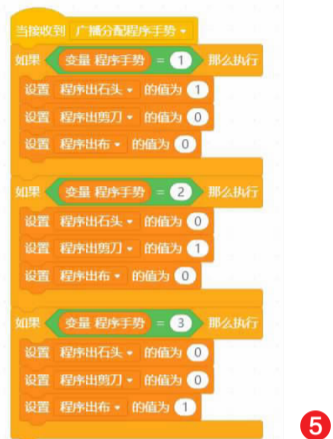 当接收到 广播分配程序手势
如果 变量 程序手势 = 1 那么执行
设置 程序出石头 的值为 1
设置 程序出剪刀 的值为 0
设置 程序出布 的值为 0
如果 变量 程序手势 = 2 那么执行
设置 程序出石头 的值为 0
设置 程序出剪刀 的值为 1
设置 程序出布 的值为 0
如果 变量 程序手势 = 3 那么执行
设置 程序出石头 的值为 0
设置 程序出剪刀 的值为 0
设置 程序出布 的值为 1
5